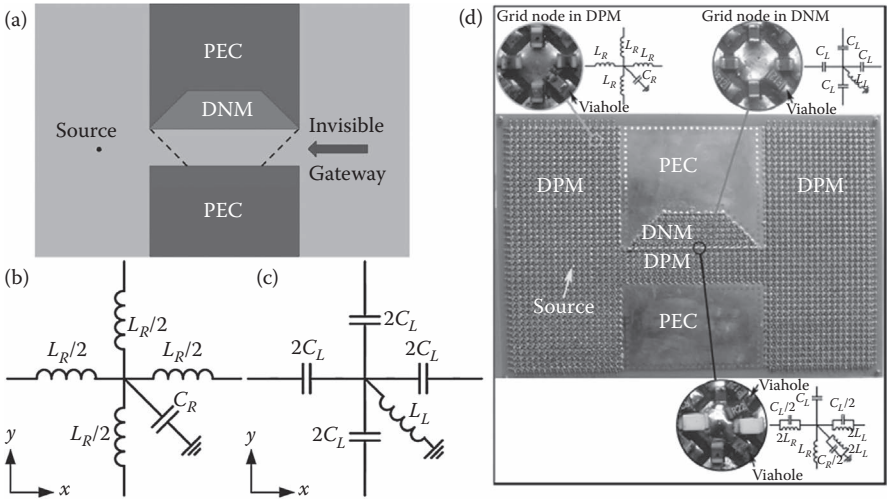 (a)
PEC
DNM
Source
Invisible
Gateway
PEC
(b)
L_R/2
L_R/2
L_R/2
C_R
L_R/2
y
x
(c)
2C_L
2C_L
2C_L
L_L
2C_L
y
x
(d)
Grid node in DPM
L_R
L_R
L_R
C_R
L_R
Viahole
Grid node in DNM
C_L
C_L
C_L
L_L
C_L
Viahole
PEC
DPM
DPM
DNM
DPM
Source
PEC
Viahole
C_L
C_L/2
C_L/2
2L_R
2L_L
L_R
C_R/2
2L_L
Viahole